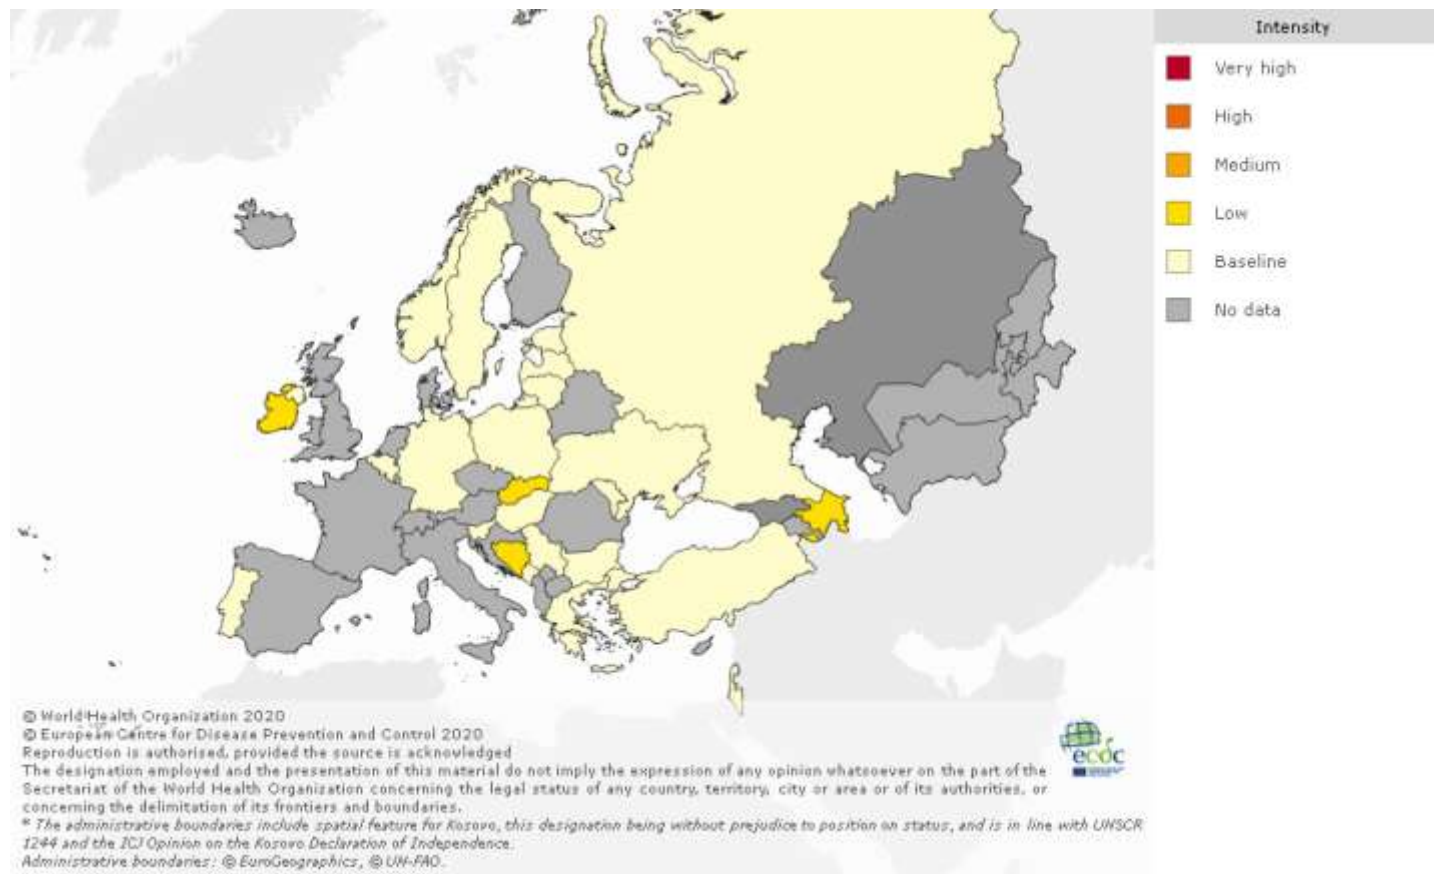 Intensity
Very high
High
Medium
Low
Baseline
No data
© World Health Organization 2020
© European Centre for Disease Prevention and Control 2020
Reproduction is authorised, provided the source is acknowledged
The designation employed and the presentation of this material do not imply the expression of any opinion whatsoever on the part of the
Secretariat of the World Health Organization concerning the legal status of any country, territory, city or area or of its authorities, or
concerning the delimitation of its frontiers and boundaries.
* The administrative boundaries include spatial feature for Kosovo, this designation being without prejudice to position on status, and is in line with UNSCR
1244 and the ICJ Opinion on the Kosovo Declaration of Independence.
Administrative boundaries: © EuroGeographics, © UN-FAO.
ecdc